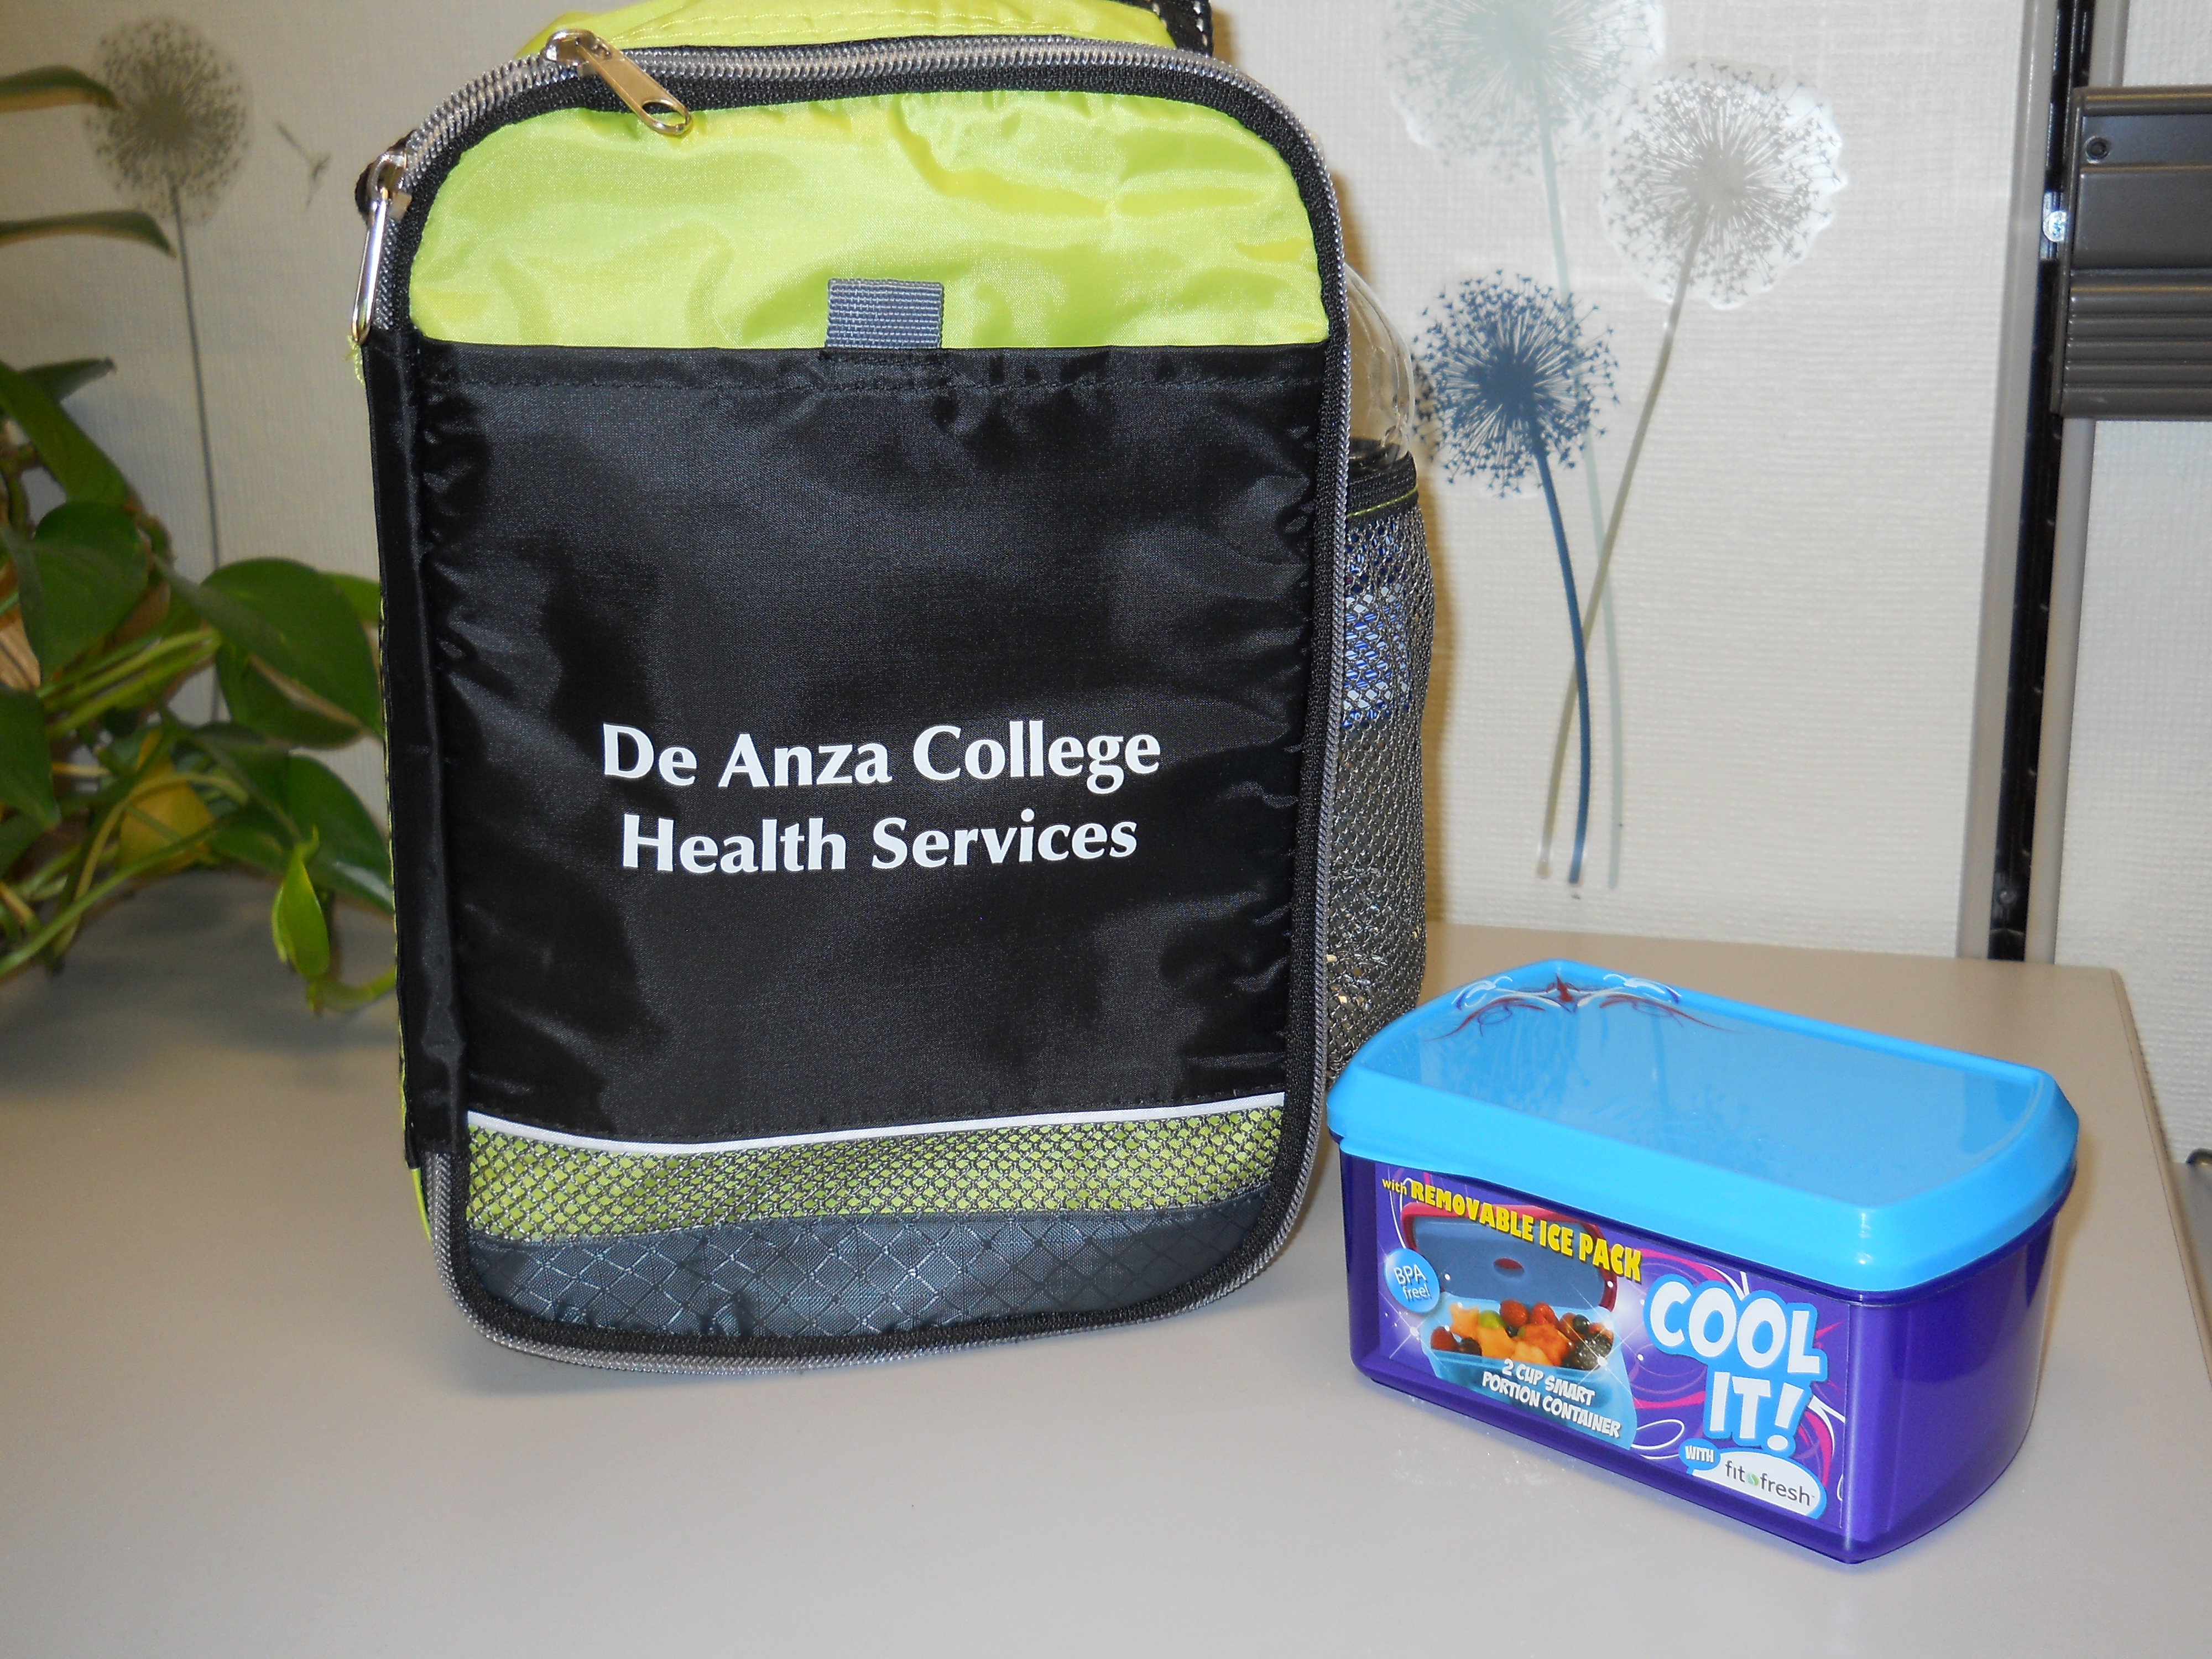 De Anza College
Health Services
with REMOVABLE ICE PACK
BPA
free!
2 CUP SMART
PORTION CONTAINER
COOL
IT!
WITH
fit & fresh™